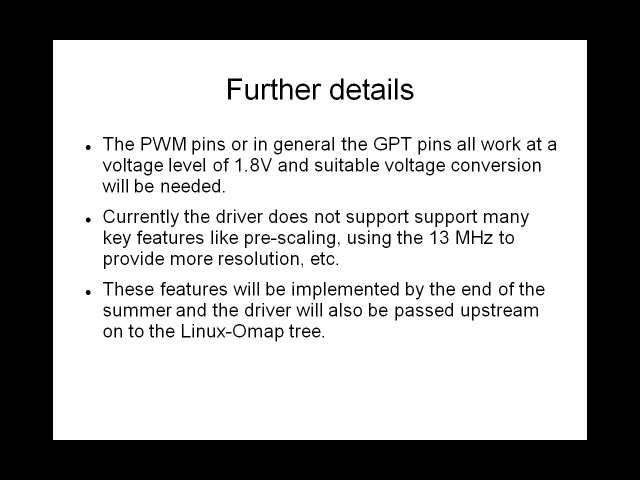 Further details
The PWM pins or in general the GPT pins all work at a
voltage level of 1.8V and suitable voltage conversion
will be needed.
Currently the driver does not support support many
key features like pre-scaling, using the 13 MHz to
provide more resolution, etc.
These features will be implemented by the end of the
summer and the driver will also be passed upstream
on to the Linux-Omap tree.